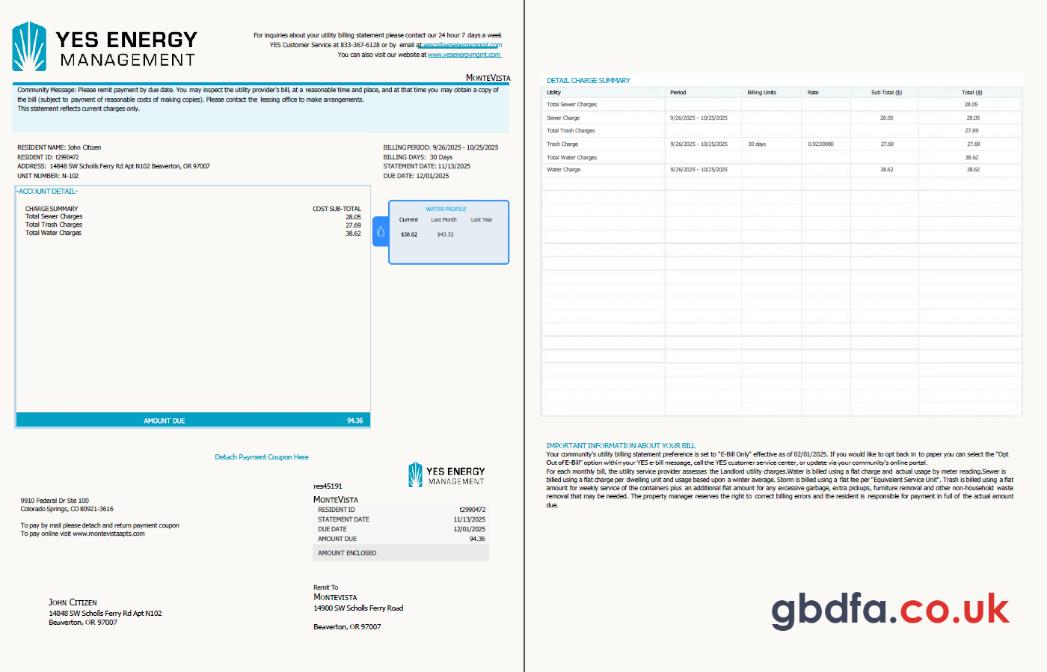 YES ENERGY
MANAGEMENT
For inquiries about your utility billing statement please contact our 24 hour 7 days a week
YES Customer Service at 833-367-6128 or by email at yescs@yesenergymgmt.com
You can also visit our website at www.yesenergymgmt.com
MONTEVISTA
Community Message: Please remit payment by due date. You may inspect the utility provider's bill, at a reasonable time and place, and at that time you may obtain a copy of
the bill (subject to payment of reasonable costs of making copies). Please contact the leasing office to make arrangements.
This statement reflects current charges only.
RESIDENT NAME: John Citizen
RESIDENT ID: t2990472
ADDRESS: 14848 SW Scholls Ferry Rd Apt N102 Beaverton, OR 97007
UNIT NUMBER: N-102
BILLING PERIOD: 9/26/2025 - 10/25/2025
BILLING DAYS: 30 Days
STATEMENT DATE: 11/13/2025
DUE DATE: 12/01/2025
-ACCOUNT DETAIL-
CHARGE SUMMARY COST SUB-TOTAL
Total Sewer Charges 28.05
Total Trash Charges 27.69
Total Water Charges 38.62
WATER PROFILE
Current Last Month Last Year
$38.62 $43.32
AMOUNT DUE 94.36
Detach Payment Coupon Here
YES ENERGY
MANAGEMENT
res45191
9910 Federal Dr Ste 100
Colorado Springs, CO 80921-3616
To pay by mail please detach and return payment coupon
To pay online visit www.montevistaapts.com
MONTEVISTA
RESIDENT ID t2990472
STATEMENT DATE 11/13/2025
DUE DATE 12/01/2025
AMOUNT DUE 94.36
AMOUNT ENCLOSED
JOHN CITIZEN
14848 SW Scholls Ferry Rd Apt N102
Beaverton, OR 97007
Remit To
MONTEVISTA
14900 SW Scholls Ferry Road
Beaverton, OR 97007
DETAIL CHARGE SUMMARY
Utility Period Billing Units Rate Sub Total ($) Total ($)
Total Sewer Charges 28.05
Sewer Charge 9/26/2025 - 10/25/2025 28.05 28.05
Total Trash Charges 27.69
Trash Charge 9/26/2025 - 10/25/2025 30 days 0.9230000 27.69 27.69
Total Water Charges 38.62
Water Charge 9/26/2025 - 10/25/2025 38.62 38.62
IMPORTANT INFORMATION ABOUT YOUR BILL
Your community's utility billing statement preference is set to "E-Bill Only" effective as of 02/01/2025. If you would like to opt back in to paper you can select the "Opt
Out of E-Bill" option within your YES e-bill message, call the YES customer service center, or update via your community's online portal.
For each monthly bill, the utility service provider assesses the Landlord utility charges.Water is billed using a flat charge and actual usage by meter reading.Sewer is
billed using a flat charge per dwelling unit and usage based upon a winter average. Storm is billed using a flat fee per "Equivalent Service Unit". Trash is billed using a flat
amount for weekly service of the containers plus an additional flat amount for any excessive garbage, extra pickups, furniture removal and other non-household waste
removal that may be needed. The property manager reserves the right to correct billing errors and the resident is responsible for payment in full of the actual amount
due.
gbdfa.co.uk